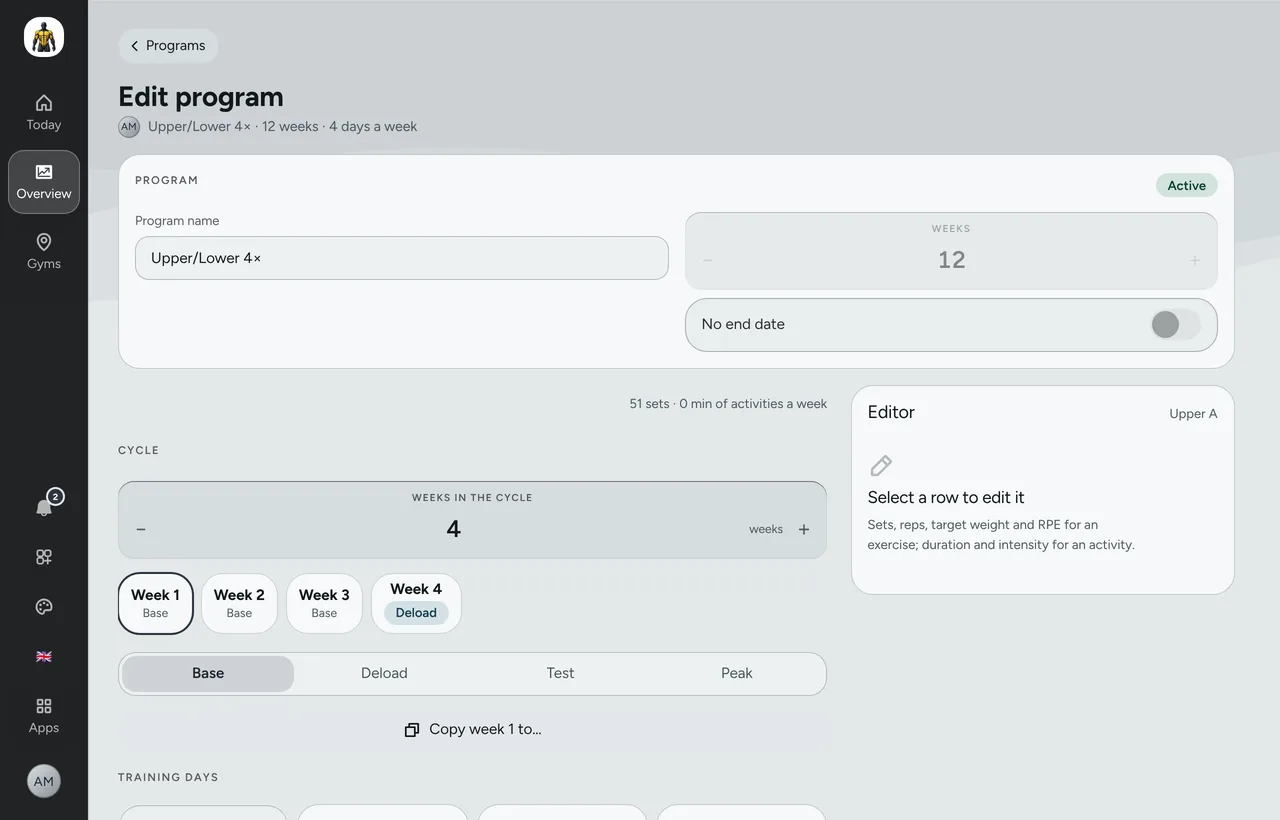 Today
Overview
Gyms
2
Apps
AM
Programs
Edit program
AM
Upper/Lower 4× · 12 weeks · 4 days a week
PROGRAM
Active
Program name
Upper/Lower 4×
WEEKS
− 12 +
No end date
51 sets · 0 min of activities a week
CYCLE
WEEKS IN THE CYCLE
− 4 weeks +
Week 1
Base
Week 2
Base
Week 3
Base
Week 4
Deload
Base Deload Test Peak
Copy week 1 to...
TRAINING DAYS
Editor
Upper A
Select a row to edit it
Sets, reps, target weight and RPE for an
exercise; duration and intensity for an activity.